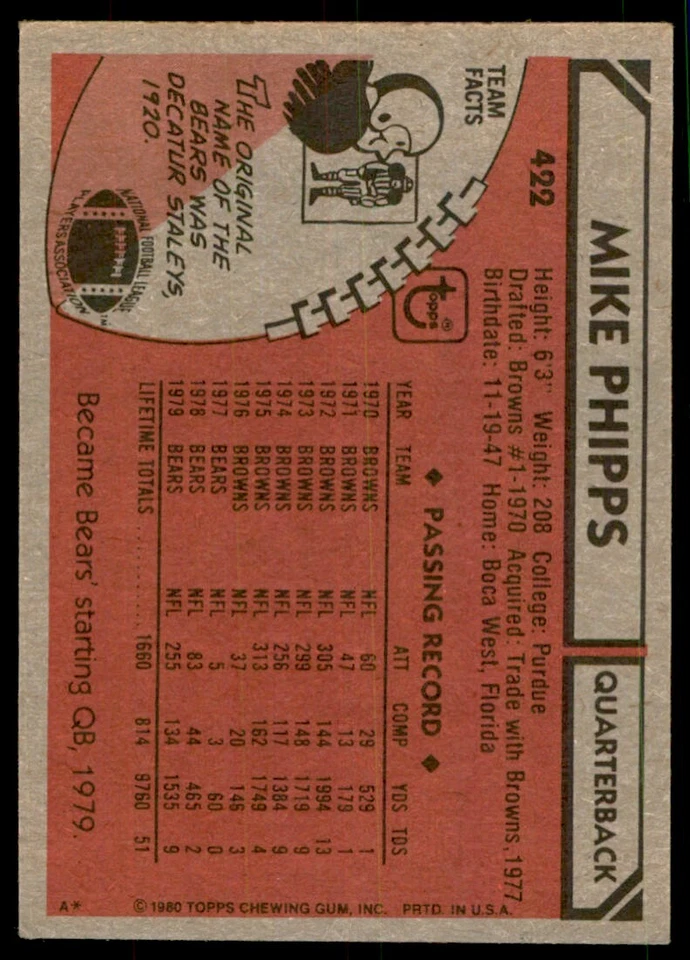 MIKE PHIPPS
QUARTERBACK
422
Height: 6'3" Weight: 208 College: Purdue
Drafted: Browns #1-1970 Acquired: Trade with Browns, 1977
Birthdate: 11-19-47 Home: Boca West, Florida
TEAM
FACTS
THE ORIGINAL
NAME OF THE
BEARS WAS
DECATUR STALEYS,
1920.
NATIONAL FOOTBALL LEAGUE
PLAYERS ASSOCIATION
topps®
◆ PASSING RECORD ◆
YEAR TEAM ATT COMP YDS TDS
1970 BROWNS NFL 60 29 529 1
1971 BROWNS NFL 47 13 179 1
1972 BROWNS NFL 305 144 1994 13
1973 BROWNS NFL 299 148 1719 9
1974 BROWNS NFL 256 117 1384 9
1975 BROWNS NFL 313 162 1749 4
1976 BROWNS NFL 37 20 146 3
1977 BEARS NFL 5 3 60 0
1978 BEARS NFL 83 44 465 2
1979 BEARS NFL 255 134 1535 9
LIFETIME TOTALS .......... 1660 814 9760 51
Became Bears' starting QB, 1979.
A* © 1980 TOPPS CHEWING GUM, INC. PRTD. IN U.S.A.